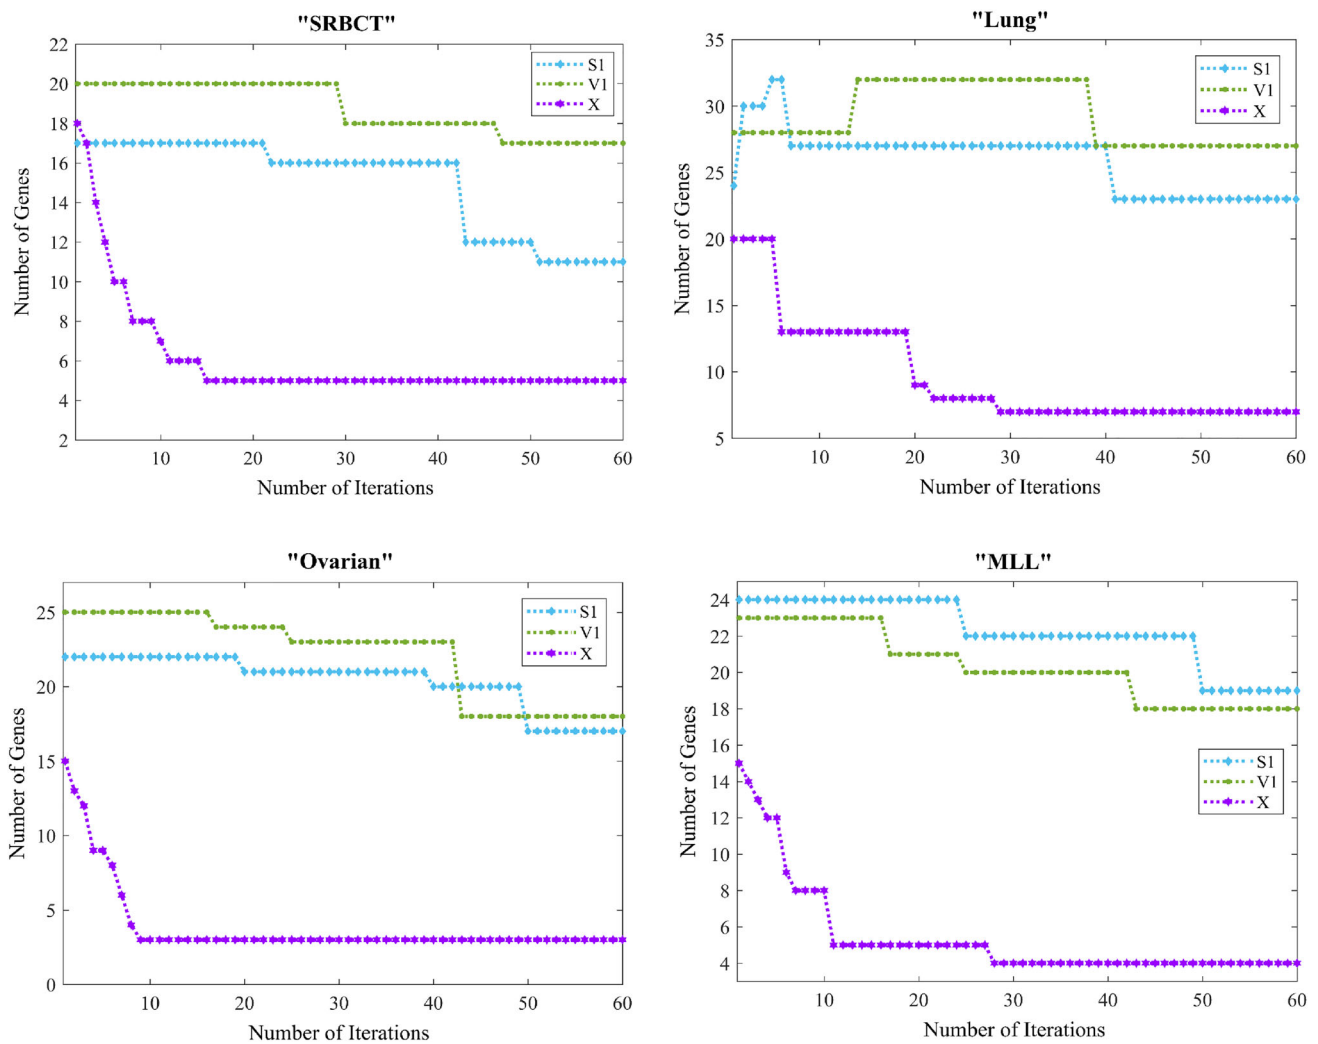 "SRBCT"
22
20
18
16
14
12
10
8
6
4
2
Number of Genes
S1
V1
X
10
20
30
40
50
60
Number of Iterations
"Lung"
35
30
25
20
15
10
5
Number of Genes
S1
V1
X
10
20
30
40
50
60
Number of Iterations
"Ovarian"
25
20
15
10
5
0
Number of Genes
S1
V1
X
10
20
30
40
50
60
Number of Iterations
"MLL"
24
22
20
18
16
14
12
10
8
6
4
Number of Genes
S1
V1
X
10
20
30
40
50
60
Number of Iterations